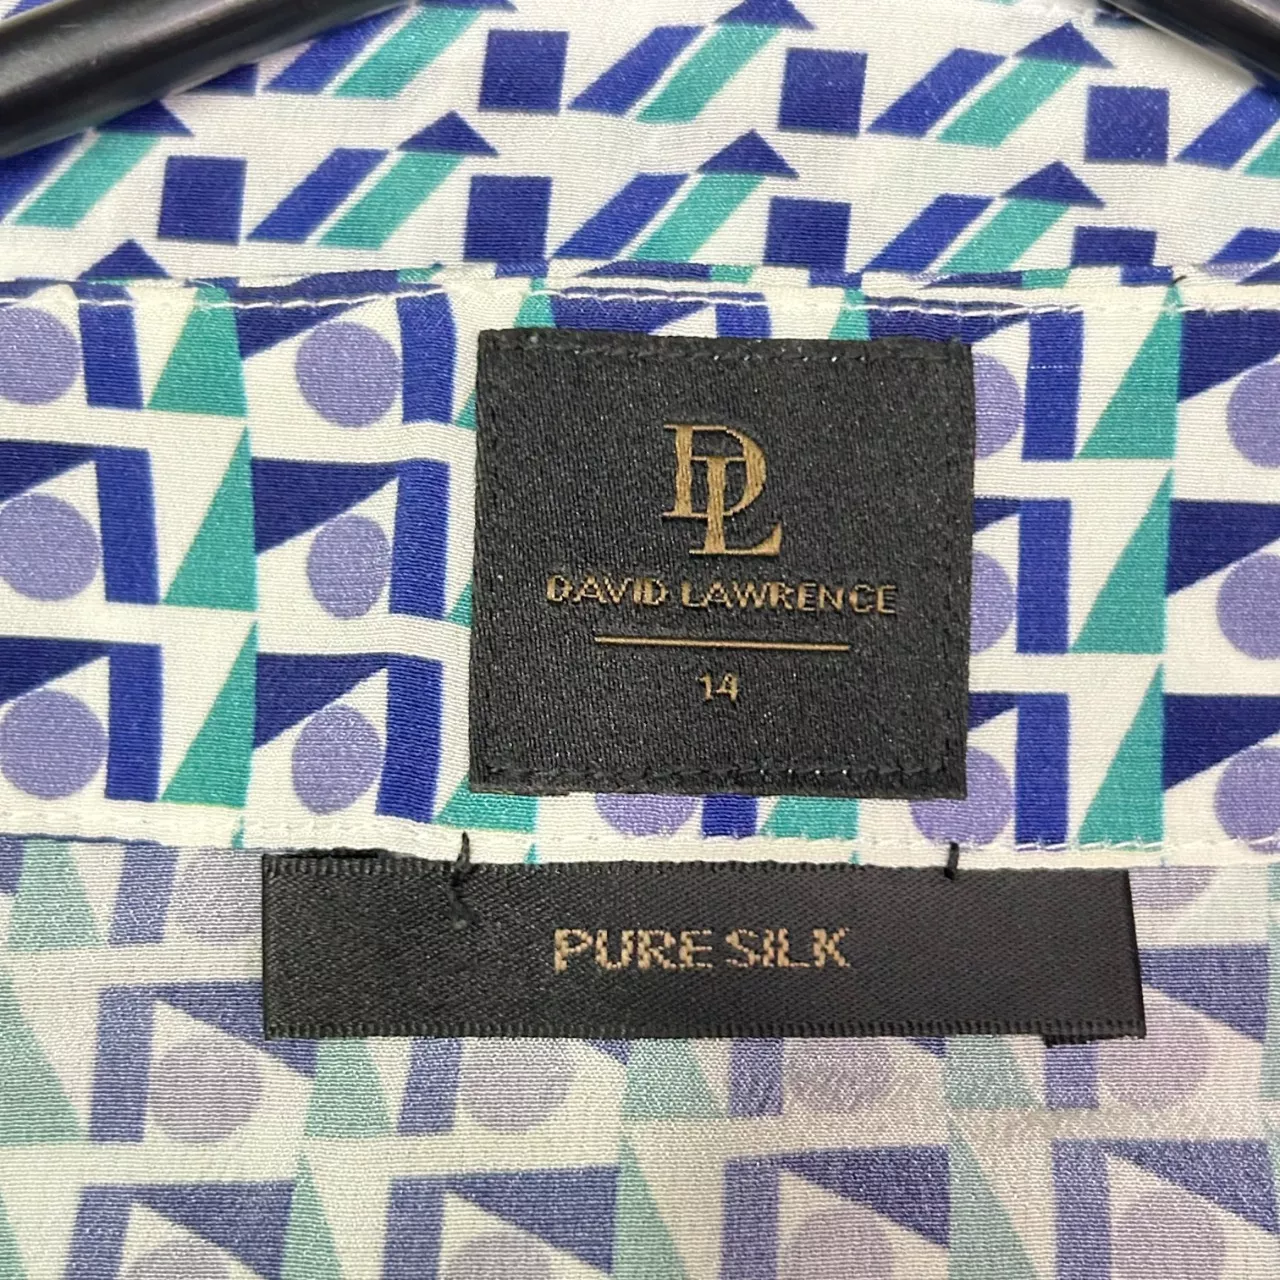 DL
DAVID LAWRENCE
14
PURE SILK